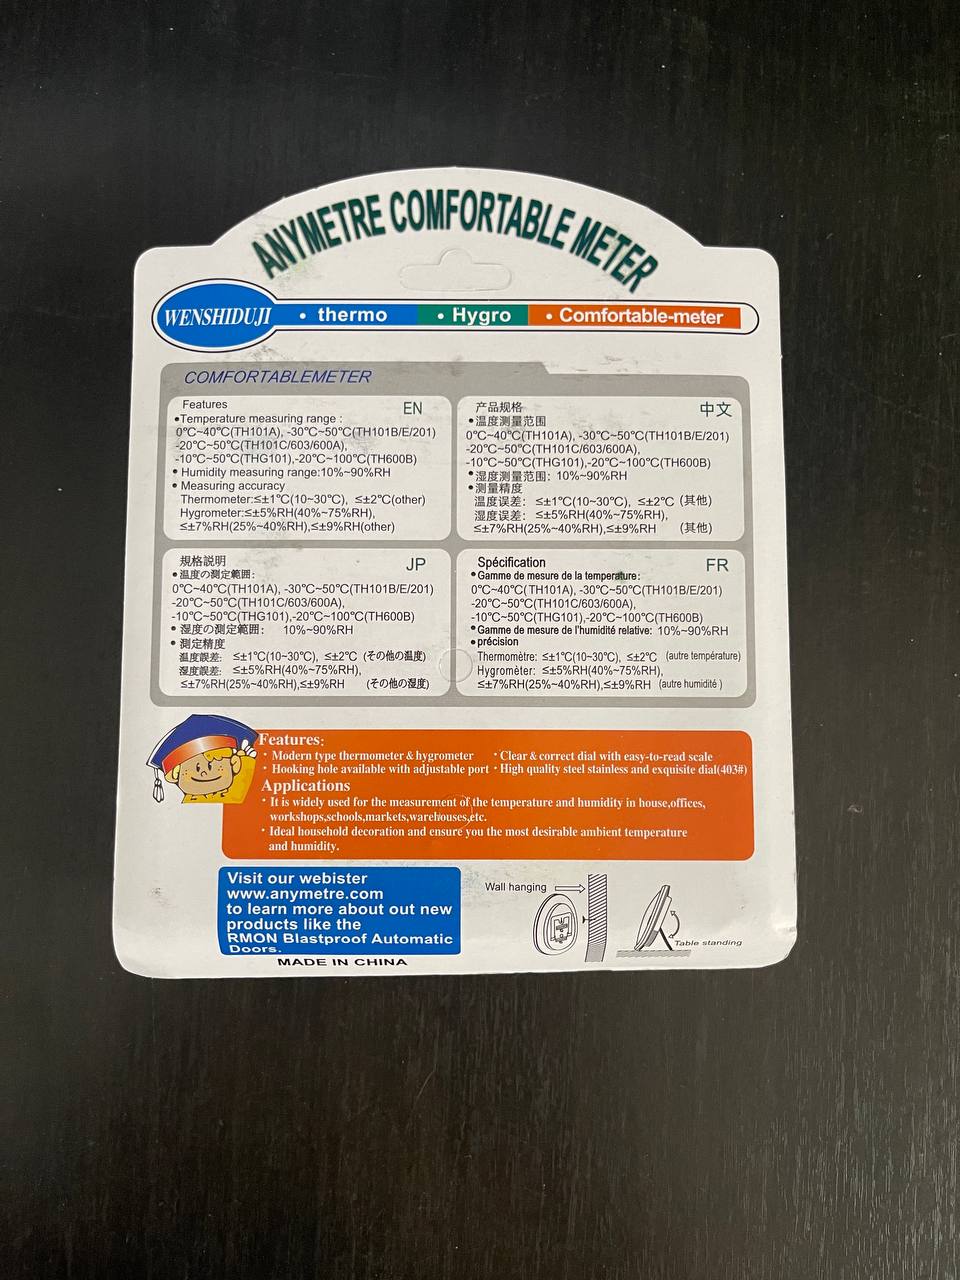 ANYMETRE COMFORTABLE METER
WENSHIDUJI • thermo • Hygro • Comfortable-meter
COMFORTABLEMETER
Features EN
•Temperature measuring range :
0℃~40℃(TH101A), -30℃~50℃(TH101B/E/201)
-20℃~50℃(TH101C/603/600A),
-10℃~50℃(THG101),-20℃~100℃(TH600B)
• Humidity measuring range:10%~90%RH
• Measuring accuracy
Thermometer:≤±1℃(10~30℃), ≤±2℃(other)
Hygrometer:≤±5%RH(40%~75%RH),
≤±7%RH(25%~40%RH),≤±9%RH(other)
产品规格 中文
•温度测量范围
0℃~40℃(TH101A), -30℃~50℃(TH101B/E/201)
-20℃~50℃(TH101C/603/600A),
-10℃~50℃(THG101),-20℃~100℃(TH600B)
•湿度测量范围: 10%~90%RH
•测量精度
温度误差: ≤±1℃(10~30℃), ≤±2℃ (其他)
湿度误差: ≤±5%RH(40%~75%RH),
≤±7%RH(25%~40%RH),≤±9%RH (其他)
規格説明 JP
•温度の測定範囲:
0℃~40℃(TH101A), -30℃~50℃(TH101B/E/201)
-20℃~50℃(TH101C/603/600A),
-10℃~50℃(THG101),-20℃~100℃(TH600B)
• 湿度の測定範囲: 10%~90%RH
• 測定精度
温度誤差: ≤±1℃(10~30℃), ≤±2℃ (その他の温度)
湿度誤差: ≤±5%RH(40%~75%RH),
≤±7%RH(25%~40%RH),≤±9%RH (その他の湿度)
Spécification FR
•Gamme de mesure de la temperature:
0℃~40℃(TH101A), -30℃~50℃(TH101B/E/201)
-20℃~50℃(TH101C/603/600A),
-10℃~50℃(THG101),-20℃~100℃(TH600B)
•Gamme de mesure de l'humidité relative: 10%~90%RH
•précision
Thermomètre: ≤±1℃(10~30℃), ≤±2℃ (autre température)
Hygromèter: ≤±5%RH(40%~75%RH),
≤±7%RH(25%~40%RH),≤±9%RH (autre humidité )
Features:
• Modern type thermometer & hygrometer • Clear & correct dial with easy-to-read scale
• Hooking hole available with adjustable port • High quality steel stainless and exquisite dial(403#)
Applications
• It is widely used for the measurement of the temperature and humidity in house,offices,
workshops,schools,markets,warehouses,etc.
• Ideal household decoration and ensure you the most desirable ambient temperature
and humidity.
Visit our webister
www.anymetre.com
to learn more about out new
products like the
RMON Blastproof Automatic
Doors.
MADE IN CHINA
Wall hanging
Table standing